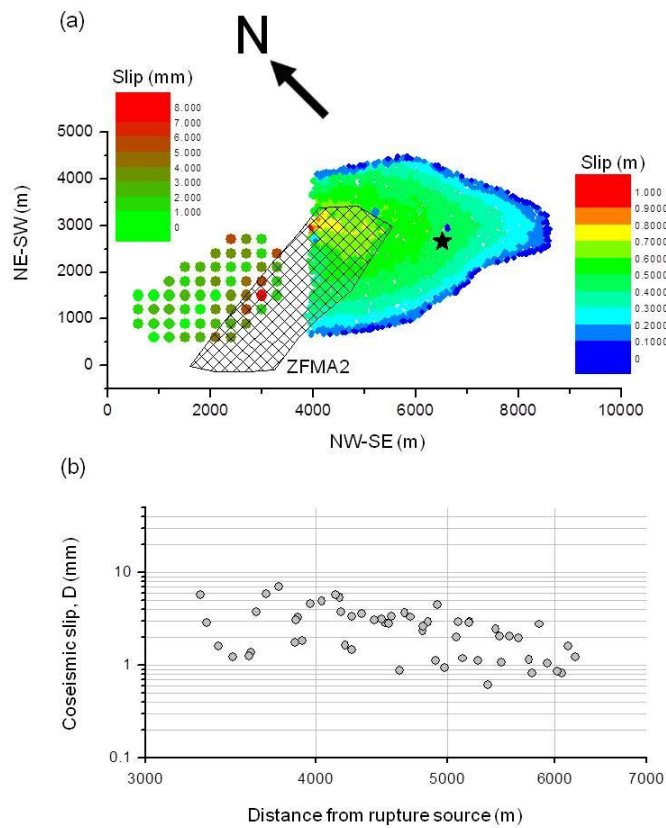 (a)
N
Slip (mm)
8.000
7.000
6.000
5.000
4.000
3.000
2.000
1.000
0
Slip (m)
1.000
0.9000
0.8000
0.7000
0.6000
0.5000
0.4000
0.3000
0.2000
0.1000
0
5000
4000
3000
2000
1000
0
NE-SW (m)
ZFMA2
0 2000 4000 6000 8000 10000
NW-SE (m)
(b)
10
1
0.1
Coseismic slip, D (mm)
3000 4000 5000 6000 7000
Distance from rupture source (m)